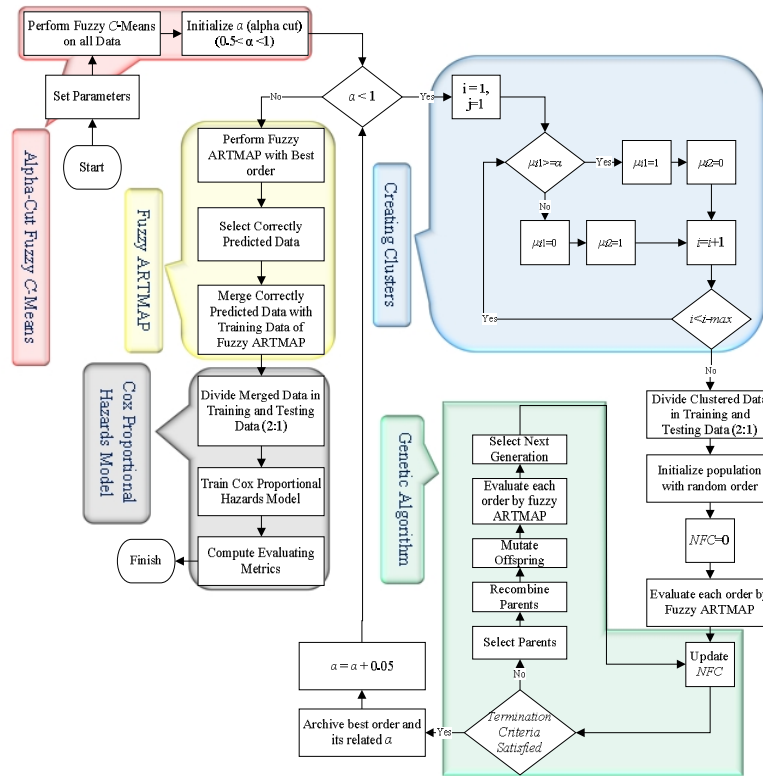 Perform Fuzzy C-Means
on all Data
Initialize α (alpha cut)
(0.5< α <1)
Set Parameters
Start
Alpha-Cut Fuzzy C-Means
α < 1
No
Yes
Perform Fuzzy
ARTMAP with Best
order
Select Correctly
Predicted Data
Merge Correctly
Predicted Data with
Training Data of
Fuzzy ARTMAP
Fuzzy ARTMAP
Divide Merged Data in
Training and Testing
Data (2:1)
Train Cox Proportional
Hazards Model
Compute Evaluating
Metrics
Finish
Cox Proportional
Hazards Model
i = 1,
j=1
μi1>=α
Yes
μi1=1
μi2=0
No
μi1=0
μi2=1
i=i+1
i<i-max
Yes
No
Creating Clusters
Divide Clustered Data
in Training and
Testing Data (2:1)
Initialize population
with random order
NFC=0
Evaluate each order by
Fuzzy ARTMAP
Update
NFC
Termination
Criteria
Satisfied
No
Yes
Select Parents
Recombine
Parents
Mutate
Offspring
Evaluate each
order by fuzzy
ARTMAP
Select Next
Generation
Genetic Algorithm
Archive best order and
its related α
α = α + 0.05